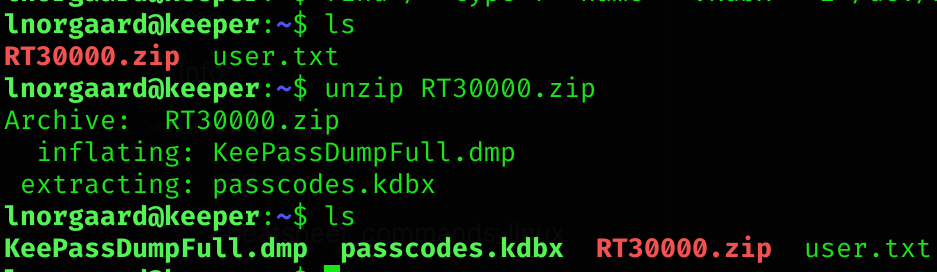 lnorgaard@keeper:~$ ls
RT30000.zip  user.txt
lnorgaard@keeper:~$ unzip RT30000.zip
Archive:  RT30000.zip
  inflating: KeePassDumpFull.dmp
 extracting: passcodes.kdbx
lnorgaard@keeper:~$ ls
KeePassDumpFull.dmp  passcodes.kdbx  RT30000.zip  user.txt